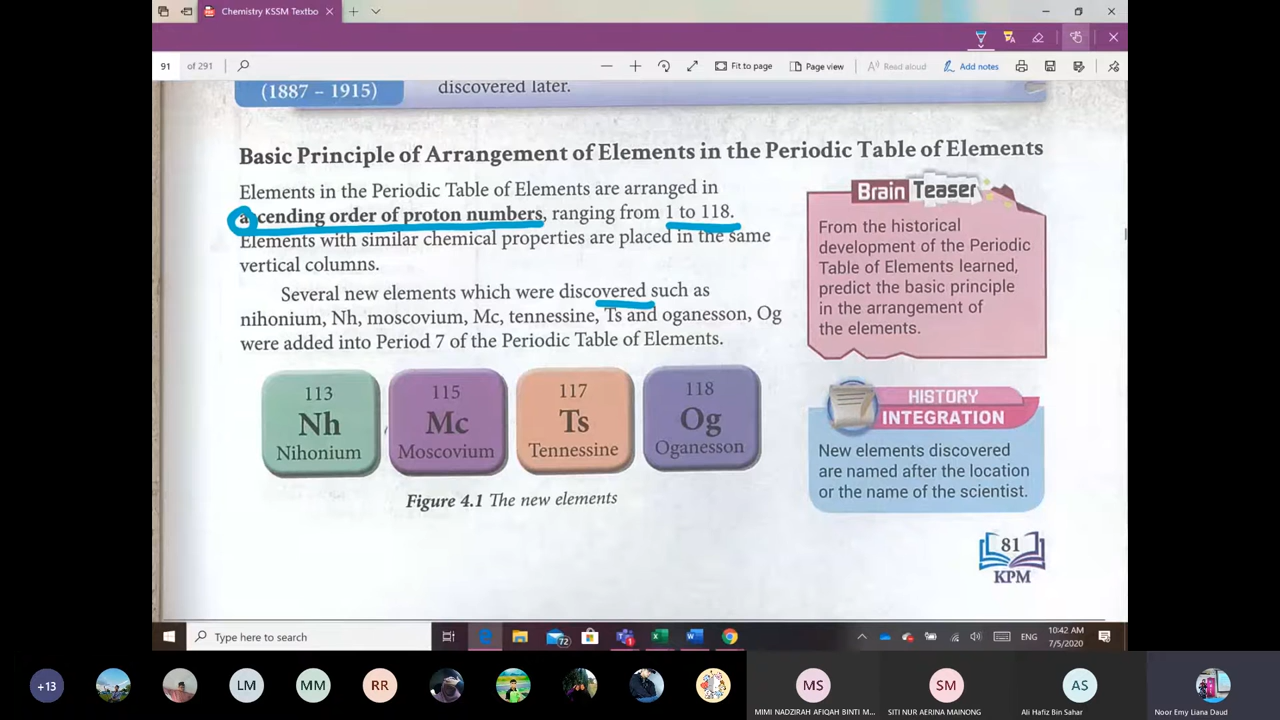 Chemistry KSSM Textbo
91 of 291
Fit to page
Page view
Read aloud
Add notes
(1887 – 1915)
discovered later.
Basic Principle of Arrangement of Elements in the Periodic Table of Elements
Elements in the Periodic Table of Elements are arranged in
ascending order of proton numbers, ranging from 1 to 118.
Elements with similar chemical properties are placed in the same
vertical columns.
Several new elements which were discovered such as
nihonium, Nh, moscovium, Mc, tennessine, Ts and oganesson, Og
were added into Period 7 of the Periodic Table of Elements.
113
Nh
Nihonium
115
Mc
Moscovium
117
Ts
Tennessine
118
Og
Oganesson
Figure 4.1 The new elements
Brain Teaser
From the historical
development of the Periodic
Table of Elements learned,
predict the basic principle
in the arrangement of
the elements.
HISTORY
INTEGRATION
New elements discovered
are named after the location
or the name of the scientist.
81
KPM
Type here to search
72
1
ENG
10:42 AM
7/5/2020
+13
LM
MM
RR
MS
MIMI NADZIRAH AFIQAH BINTI M...
SM
SITI NUR AERINA MAINONG
AS
Ali Hafiz Bin Sahar
Noor Emy Liana Daud